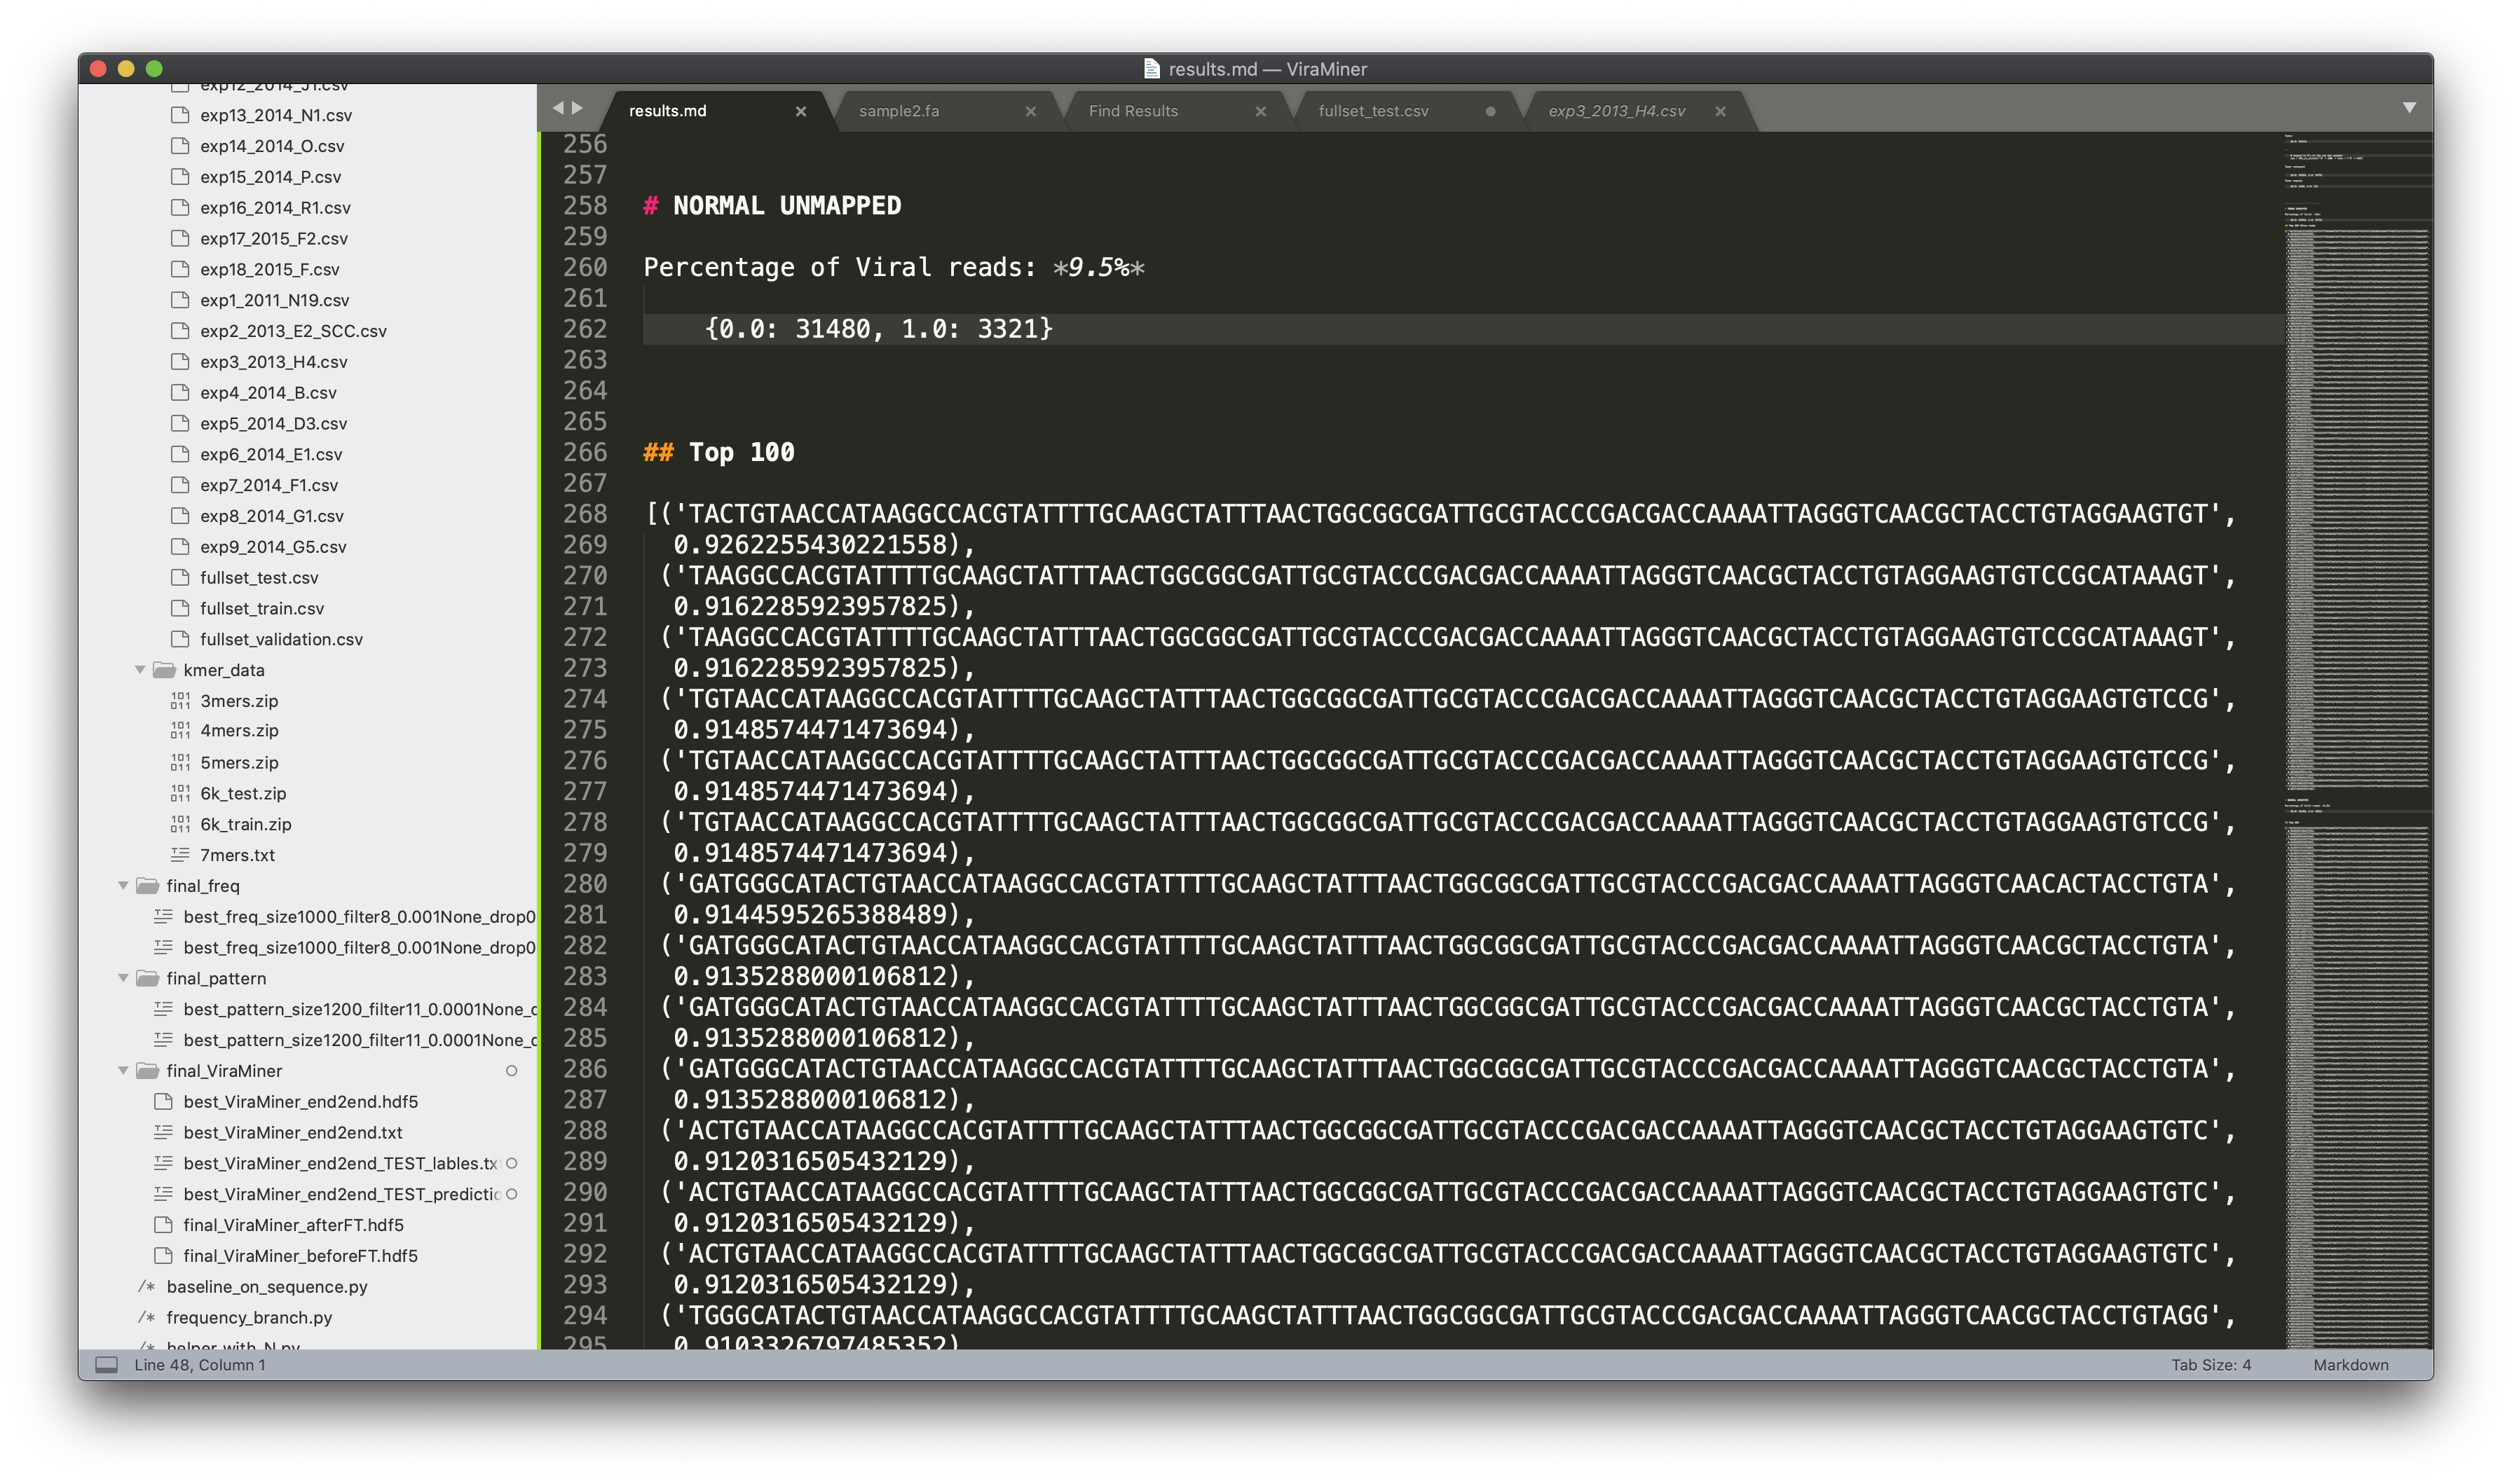 results.md — ViraMiner
exp12_2014_J1.csv
exp13_2014_N1.csv
exp14_2014_O.csv
exp15_2014_P.csv
exp16_2014_R1.csv
exp17_2015_F2.csv
exp18_2015_F.csv
exp1_2011_N19.csv
exp2_2013_E2_SCC.csv
exp3_2013_H4.csv
exp4_2014_B.csv
exp5_2014_D3.csv
exp6_2014_E1.csv
exp7_2014_F1.csv
exp8_2014_G1.csv
exp9_2014_G5.csv
fullset_test.csv
fullset_train.csv
fullset_validation.csv
kmer_data
3mers.zip
4mers.zip
5mers.zip
6k_test.zip
6k_train.zip
7mers.txt
final_freq
best_freq_size1000_filter8_0.001None_drop0
best_freq_size1000_filter8_0.001None_drop0
final_pattern
best_pattern_size1200_filter11_0.0001None_d
best_pattern_size1200_filter11_0.0001None_d
final_ViraMiner
best_ViraMiner_end2end.hdf5
best_ViraMiner_end2end.txt
best_ViraMiner_end2end_TEST_lables.tx
best_ViraMiner_end2end_TEST_predictio
final_ViraMiner_afterFT.hdf5
final_ViraMiner_beforeFT.hdf5
/* baseline_on_sequence.py
/* frequency_branch.py
/* helper_with_N.py
results.md
sample2.fa
Find Results
fullset_test.csv
exp3_2013_H4.csv
256
257
258 # NORMAL UNMAPPED
259
260 Percentage of Viral reads: *9.5%*
261
262 {0.0: 31480, 1.0: 3321}
263
264
265
266 ## Top 100
267
268 [('TACTGTAACCATAAGGCCACGTATTTTGCAAGCTATTTAACTGGCGGCGATTGCGTACCCGACGACCAAAATTAGGGTCAACGCTACCTGTAGGAAGTGT',
269 0.9262255430221558),
270 ('TAAGGCCACGTATTTTGCAAGCTATTTAACTGGCGGCGATTGCGTACCCGACGACCAAAATTAGGGTCAACGCTACCTGTAGGAAGTGTCCGCATAAAGT',
271 0.9162285923957825),
272 ('TAAGGCCACGTATTTTGCAAGCTATTTAACTGGCGGCGATTGCGTACCCGACGACCAAAATTAGGGTCAACGCTACCTGTAGGAAGTGTCCGCATAAAGT',
273 0.9162285923957825),
274 ('TGTAACCATAAGGCCACGTATTTTGCAAGCTATTTAACTGGCGGCGATTGCGTACCCGACGACCAAAATTAGGGTCAACGCTACCTGTAGGAAGTGTCCG',
275 0.9148574471473694),
276 ('TGTAACCATAAGGCCACGTATTTTGCAAGCTATTTAACTGGCGGCGATTGCGTACCCGACGACCAAAATTAGGGTCAACGCTACCTGTAGGAAGTGTCCG',
277 0.9148574471473694),
278 ('TGTAACCATAAGGCCACGTATTTTGCAAGCTATTTAACTGGCGGCGATTGCGTACCCGACGACCAAAATTAGGGTCAACGCTACCTGTAGGAAGTGTCCG',
279 0.9148574471473694),
280 ('GATGGGCATACTGTAACCATAAGGCCACGTATTTTGCAAGCTATTTAACTGGCGGCGATTGCGTACCCGACGACCAAAATTAGGGTCAACACTACCTGTA',
281 0.9144595265388489),
282 ('GATGGGCATACTGTAACCATAAGGCCACGTATTTTGCAAGCTATTTAACTGGCGGCGATTGCGTACCCGACGACCAAAATTAGGGTCAACGCTACCTGTA',
283 0.9135288000106812),
284 ('GATGGGCATACTGTAACCATAAGGCCACGTATTTTGCAAGCTATTTAACTGGCGGCGATTGCGTACCCGACGACCAAAATTAGGGTCAACGCTACCTGTA',
285 0.9135288000106812),
286 ('GATGGGCATACTGTAACCATAAGGCCACGTATTTTGCAAGCTATTTAACTGGCGGCGATTGCGTACCCGACGACCAAAATTAGGGTCAACGCTACCTGTA',
287 0.9135288000106812),
288 ('ACTGTAACCATAAGGCCACGTATTTTGCAAGCTATTTAACTGGCGGCGATTGCGTACCCGACGACCAAAATTAGGGTCAACGCTACCTGTAGGAAGTGTC',
289 0.9120316505432129),
290 ('ACTGTAACCATAAGGCCACGTATTTTGCAAGCTATTTAACTGGCGGCGATTGCGTACCCGACGACCAAAATTAGGGTCAACGCTACCTGTAGGAAGTGTC',
291 0.9120316505432129),
292 ('ACTGTAACCATAAGGCCACGTATTTTGCAAGCTATTTAACTGGCGGCGATTGCGTACCCGACGACCAAAATTAGGGTCAACGCTACCTGTAGGAAGTGTC',
293 0.9120316505432129),
294 ('TGGGCATACTGTAACCATAAGGCCACGTATTTTGCAAGCTATTTAACTGGCGGCGATTGCGTACCCGACGACCAAAATTAGGGTCAACGCTACCTGTAGG',
295 0.9103326797485352)
Line 48, Column 1
Tab Size: 4
Markdown